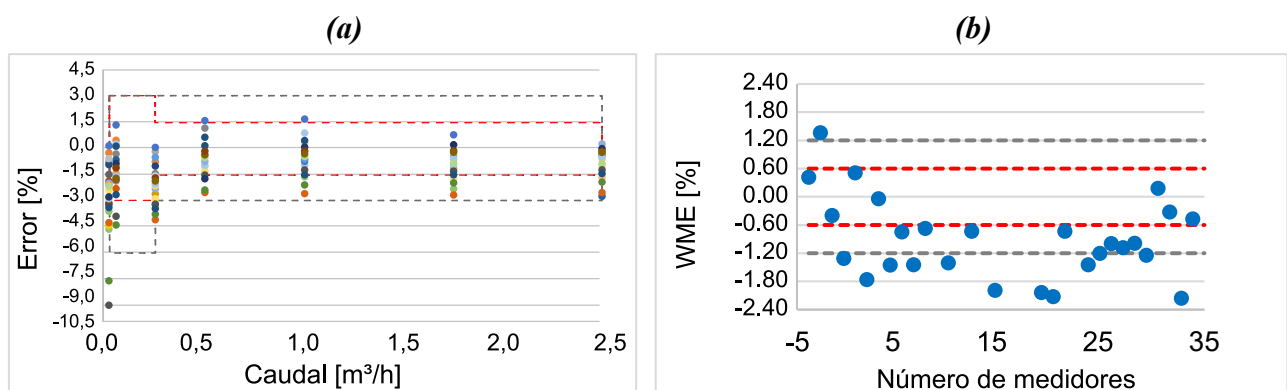 (a)
4,5
3,0
1,5
0,0
-1,5
-3,0
-4,5
-6,0
-7,5
-9,0
-10,5
Error [%]
0,0 0,5 1,0 1,5 2,0 2,5
Caudal [m³/h]
(b)
2.40
1.80
1.20
0.60
0.00
-0.60
-1.20
-1.80
-2.40
WME [%]
-5 5 15 25 35
Número de medidores